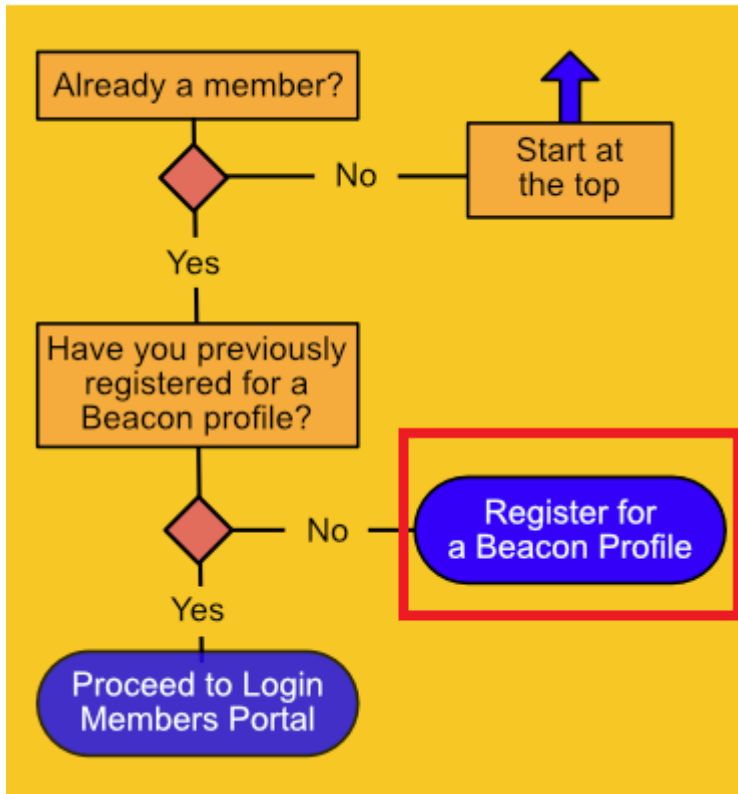 Already a member?
No
Start at
the top
Yes
Have you previously
registered for a
Beacon profile?
No
Register for
a Beacon Profile
Yes
Proceed to Login
Members Portal